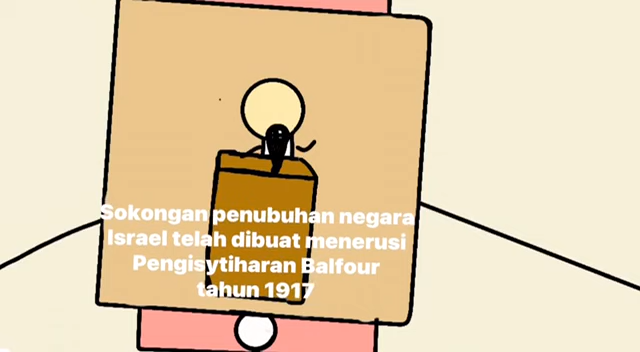 Sokongan penubuhan negara
Israel telah dibuat menerusi
Pengisytiharan Balfour
tahun 1917